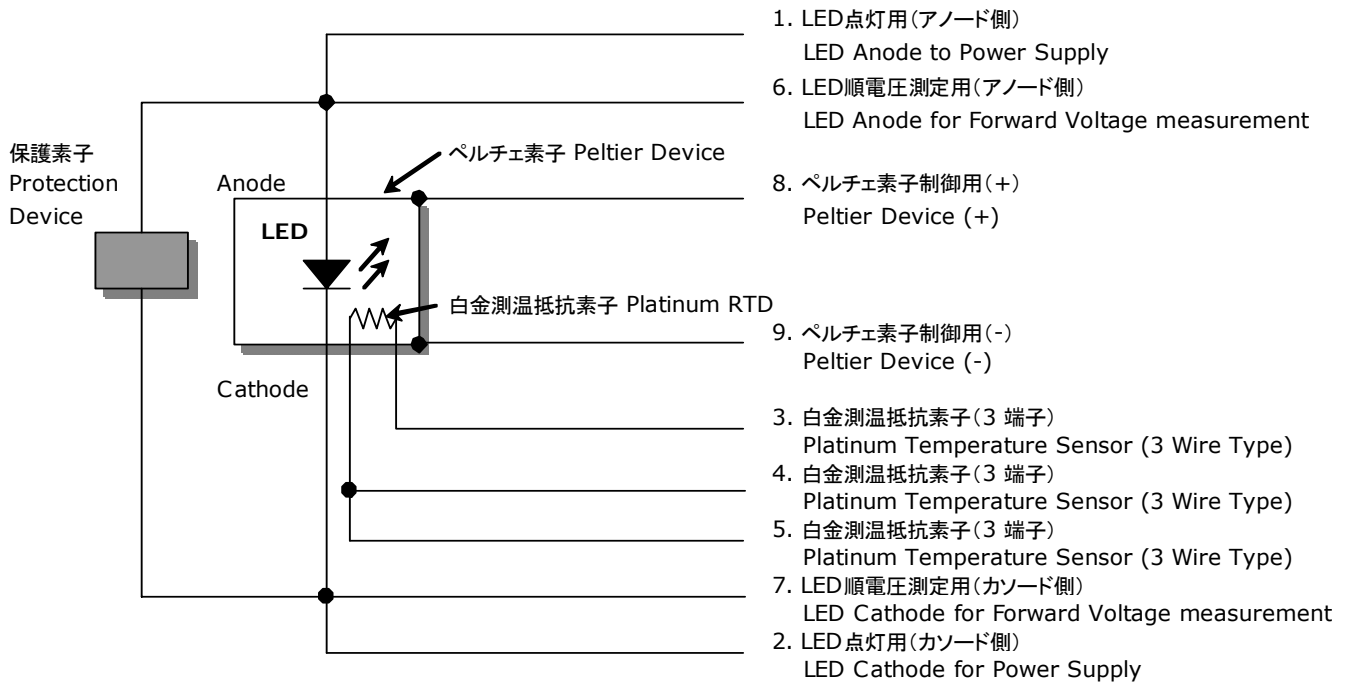 1. LED点灯用(アノード側)
LED Anode to Power Supply
6. LED順電圧測定用(アノード側)
LED Anode for Forward Voltage measurement
保護素子
Protection
Device
ペルチェ素子 Peltier Device
Anode
8. ペルチェ素子制御用(+)
Peltier Device (+)
LED
白金測温抵抗素子 Platinum RTD
9. ペルチェ素子制御用(-)
Peltier Device (-)
Cathode
3. 白金測温抵抗素子(3 端子)
Platinum Temperature Sensor (3 Wire Type)
4. 白金測温抵抗素子(3 端子)
Platinum Temperature Sensor (3 Wire Type)
5. 白金測温抵抗素子(3 端子)
Platinum Temperature Sensor (3 Wire Type)
7. LED順電圧測定用(カソード側)
LED Cathode for Forward Voltage measurement
2. LED点灯用(カソード側)
LED Cathode for Power Supply